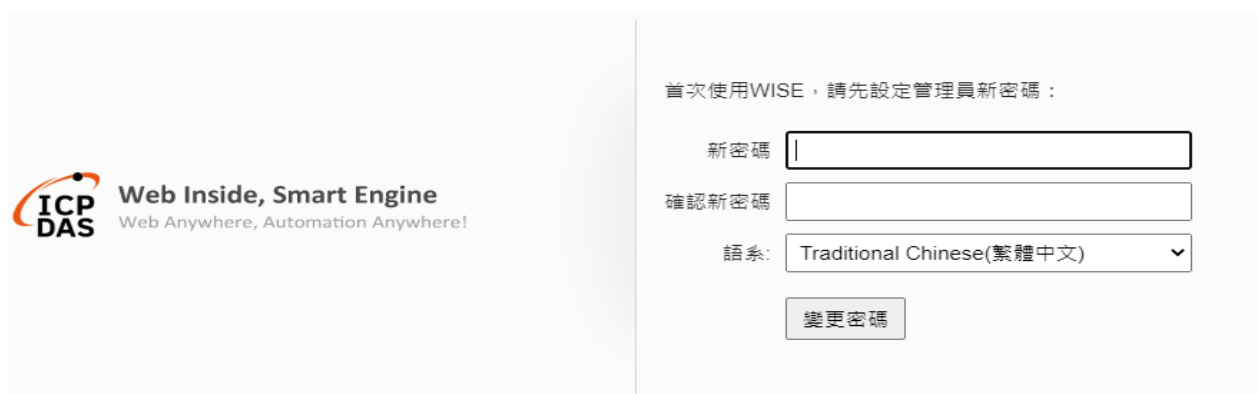 ICP
DAS
Web Inside, Smart Engine
Web Anywhere, Automation Anywhere!
首次使用WISE，請先設定管理員新密碼：
新密碼
確認新密碼
語系: Traditional Chinese(繁體中文)
變更密碼